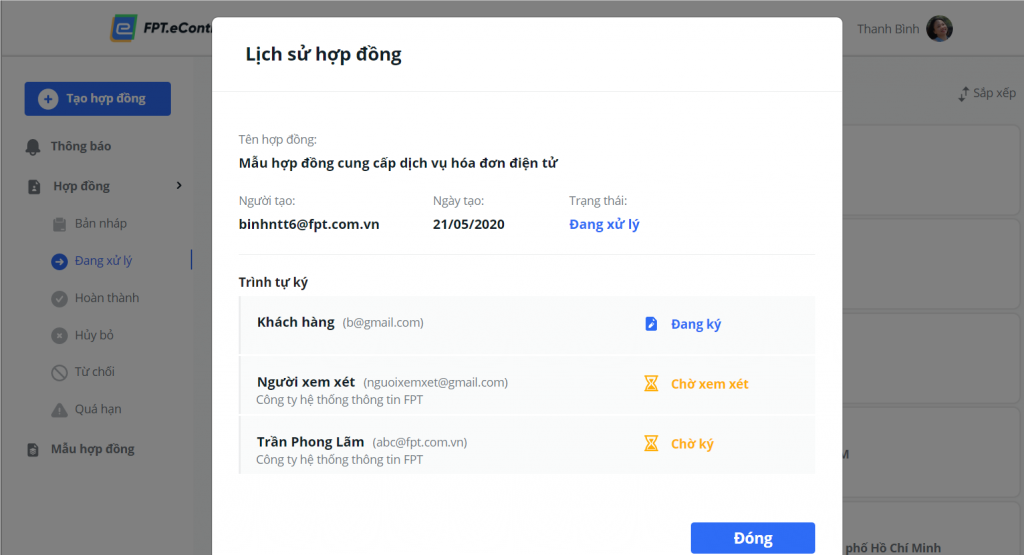 FPT.eContr
Thanh Bình
Lịch sử hợp đồng
Tạo hợp đồng
Sắp xếp
Thông báo
Hợp đồng
Bản nháp
Đang xử lý
Hoàn thành
Hủy bỏ
Từ chối
Quá hạn
Mẫu hợp đồng
Tên hợp đồng:
Mẫu hợp đồng cung cấp dịch vụ hóa đơn điện tử
Người tạo: Ngày tạo: Trạng thái:
binhntt6@fpt.com.vn 21/05/2020 Đang xử lý
Trình tự ký
Khách hàng (b@gmail.com) Đang ký
Người xem xét (nguoixemxet@gmail.com) Chờ xem xét
Công ty hệ thống thông tin FPT
Trần Phong Lãm (abc@fpt.com.vn) Chờ ký
Công ty hệ thống thông tin FPT
M
Đóng
phố Hồ Chí Minh